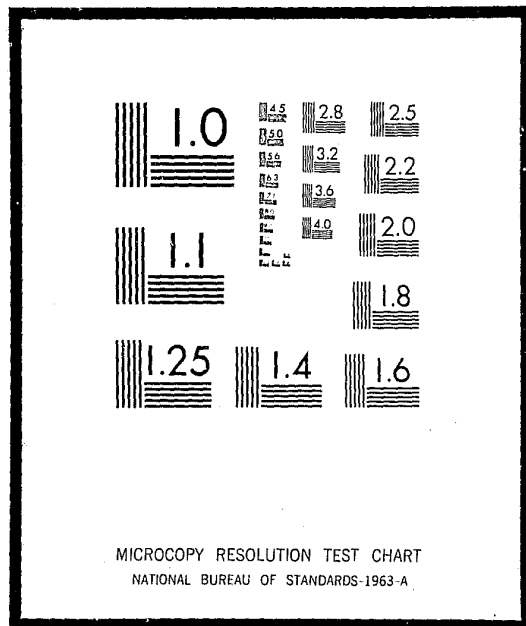 1.0
4.5 2.8 2.5
5.0
5.6 3.2 2.2
6.3 3.6
4.0 2.0
1.1
1.8
1.25 1.4 1.6
MICROCOPY RESOLUTION TEST CHART
NATIONAL BUREAU OF STANDARDS-1963-A